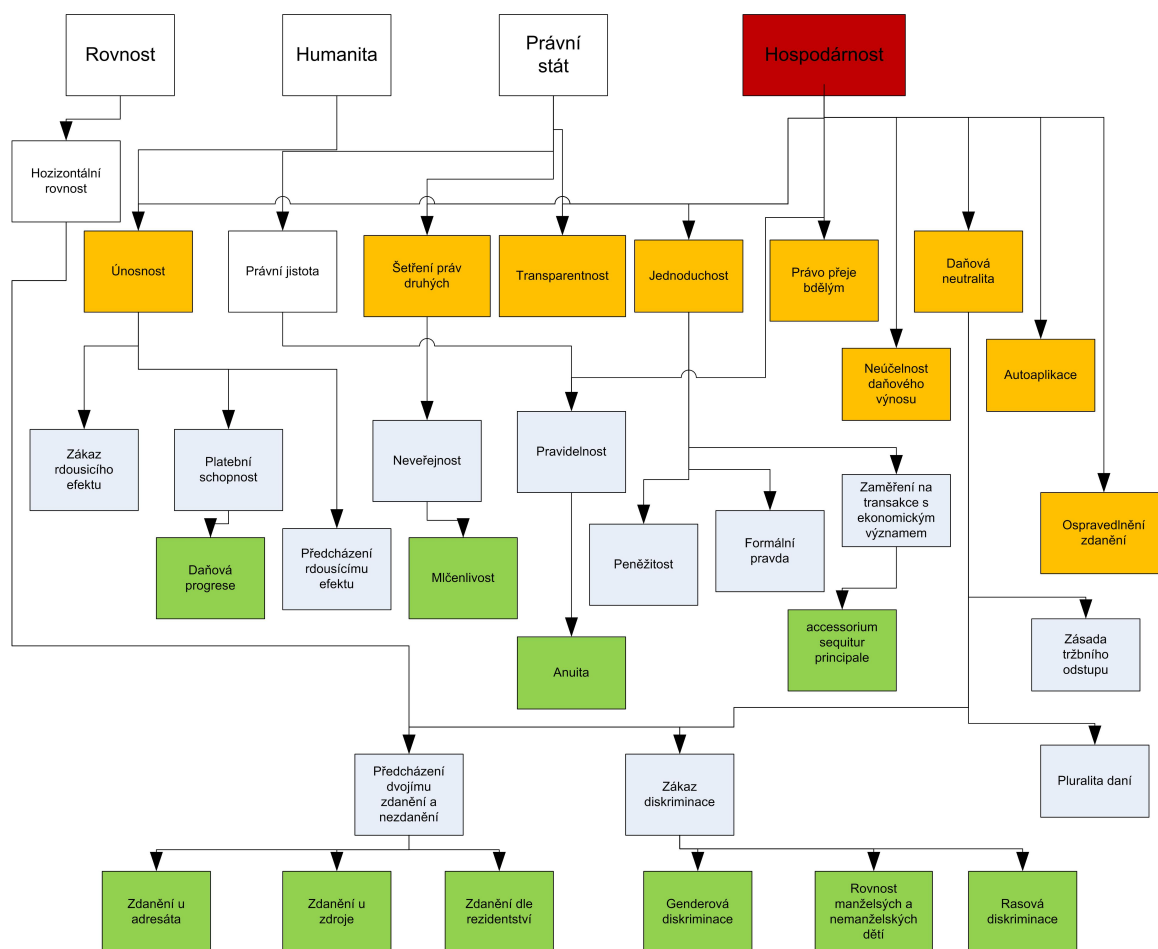 Rovnost
Humanita
Právní
stát
Hospodárnost
Hozizontální
rovnost
Únosnost
Právní jistota
Šetření práv
druhých
Transparentnost
Jednoduchost
Právo přeje
bdělým
Daňová
neutralita
Neúčelnost
daňového
výnosu
Autoaplikace
Zákaz
rdousicího
efektu
Platební
schopnost
Neveřejnost
Pravidelnost
Zaměření na
transakce s
ekonomickým
významem
Ospravedlnění
zdanění
Daňová
progrese
Předcházení
rdousícímu
efektu
Mlčenlivost
Peněžitost
Formální
pravda
Anuita
accessorium
sequitur
principale
Zásada
tržbního
odstupu
Předcházení
dvojímu
zdanění a
nezdanění
Zákaz
diskriminace
Pluralita daní
Zdanění u
adresáta
Zdanění u
zdroje
Zdanění dle
rezidentství
Genderová
diskriminace
Rovnost
manželsých a
nemanželských
dětí
Rasová
diskriminace